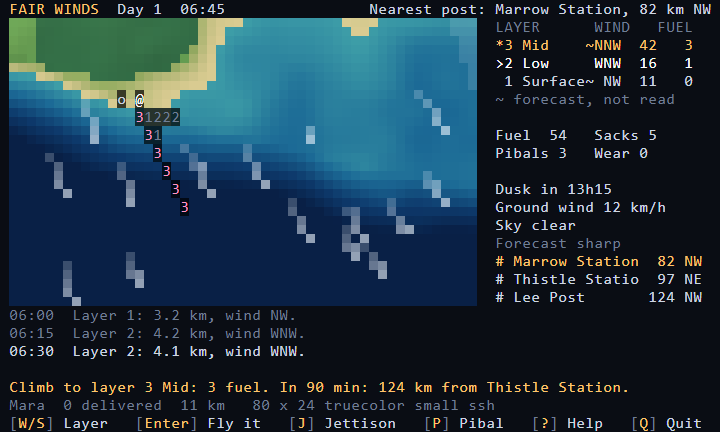 FAIR WINDS  Day 1  06:45  Nearest post: Marrow Station, 82 km NW
LAYER  WIND  FUEL
*3 Mid  ~NNW  42  3
>2 Low  WNW  16  1
1 Surface~  NW  11  0
~ forecast, not read
o @
31222
31
3
3
3
3
Fuel  54  Sacks 5
Pibals 3  Wear 0
Dusk in 13h15
Ground wind 12 km/h
Sky clear
Forecast sharp
# Marrow Station  82 NW
# Thistle Statio  97 NE
# Lee Post  124 NW
06:00  Layer 1: 3.2 km, wind NW.
06:15  Layer 2: 4.2 km, wind WNW.
06:30  Layer 2: 4.1 km, wind WNW.
Climb to layer 3 Mid: 3 fuel. In 90 min: 124 km from Thistle Station.
Mara  0 delivered  11 km  80 x 24 truecolor small ssh
[W/S] Layer  [Enter] Fly it  [J] Jettison  [P] Pibal  [?] Help  [Q] Quit